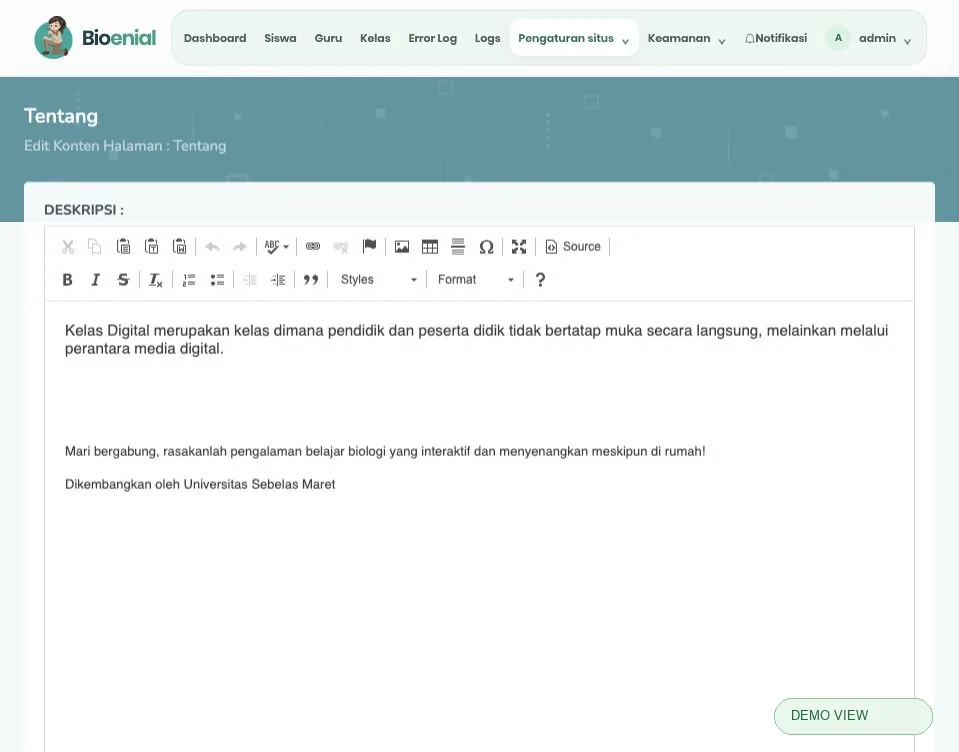 Bioenial
Dashboard Siswa Guru Kelas Error Log Logs Pengaturan situs Keamanan Notifikasi A admin
Tentang
Edit Konten Halaman : Tentang
DESKRIPSI :
ABC Source
B I S Ix Styles Format ?
Kelas Digital merupakan kelas dimana pendidik dan peserta didik tidak bertatap muka secara langsung, melainkan melalui
perantara media digital.
Mari bergabung, rasakanlah pengalaman belajar biologi yang interaktif dan menyenangkan meskipun di rumah!
Dikembangkan oleh Universitas Sebelas Maret
DEMO VIEW